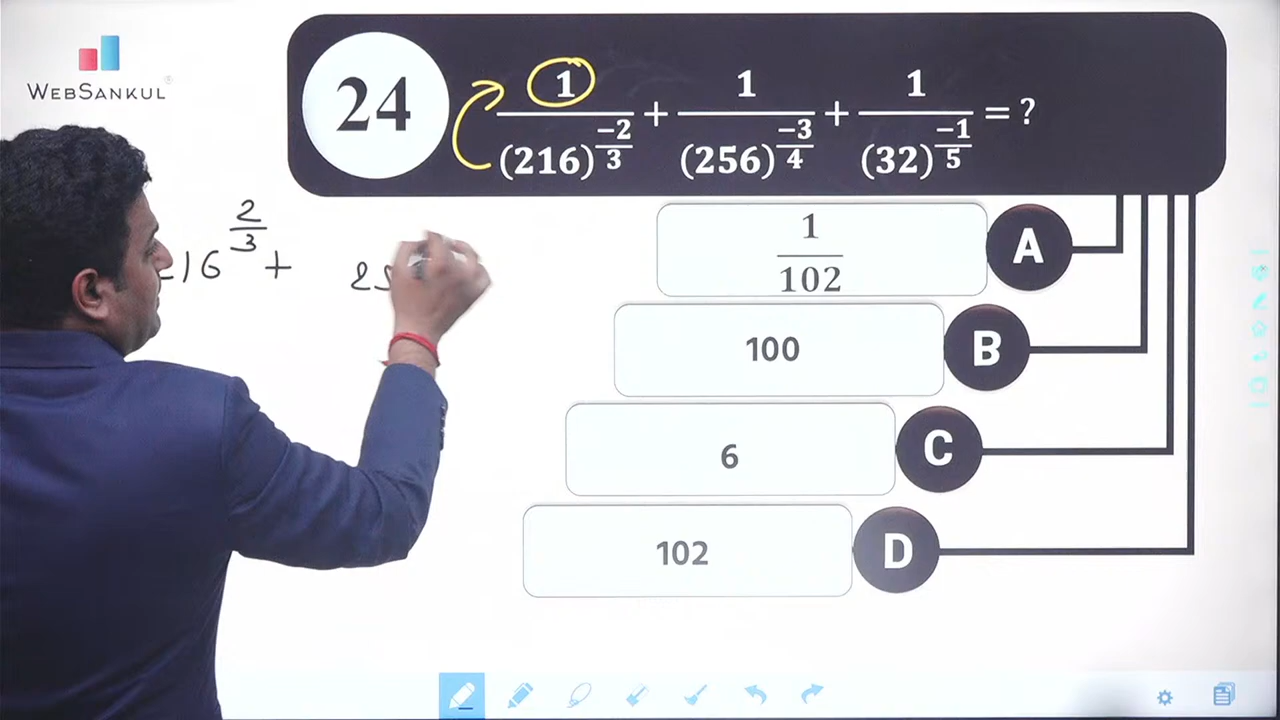 WEBSANKUL
24
1/(216)^(-2/3) + 1/(256)^(-3/4) + 1/(32)^(-1/5) = ?
16^(2/3) +
1/102
A
100
B
6
C
102
D